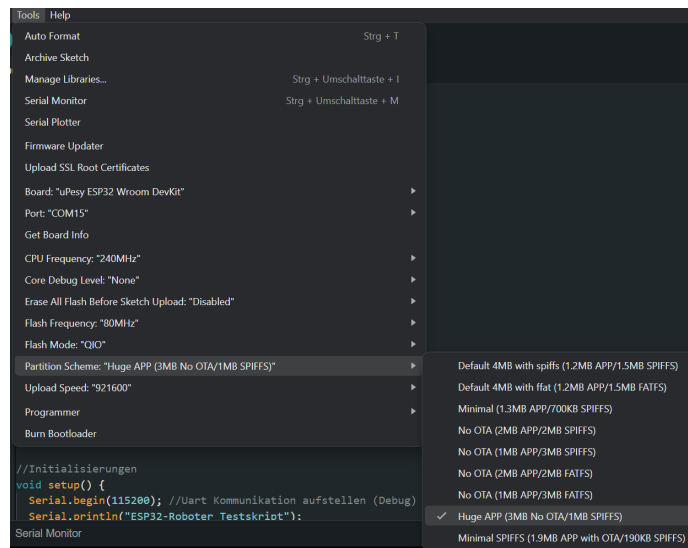 Tools Help
Auto Format Strg + T
Archive Sketch
Manage Libraries... Strg + Umschalttaste + I
Serial Monitor Strg + Umschalttaste + M
Serial Plotter
Firmware Updater
Upload SSL Root Certificates
Board: "uPesy ESP32 Wroom DevKit"
Port: "COM15"
Get Board Info
CPU Frequency: "240MHz"
Core Debug Level: "None"
Erase All Flash Before Sketch Upload: "Disabled"
Flash Frequency: "80MHz"
Flash Mode: "QIO"
Partition Scheme: "Huge APP (3MB No OTA/1MB SPIFFS)"
Upload Speed: "921600"
Programmer
Burn Bootloader
Default 4MB with spiffs (1.2MB APP/1.5MB SPIFFS)
Default 4MB with ffat (1.2MB APP/1.5MB FATFS)
Minimal (1.3MB APP/700KB SPIFFS)
No OTA (2MB APP/2MB SPIFFS)
No OTA (1MB APP/3MB SPIFFS)
No OTA (2MB APP/2MB FATFS)
No OTA (1MB APP/3MB FATFS)
Huge APP (3MB No OTA/1MB SPIFFS)
Minimal SPIFFS (1.9MB APP with OTA/190KB SPIFFS)
//Initialisierungen
void setup() {
Serial.begin(115200); //Uart Kommunikation aufstellen (Debug)
Serial.println("ESP32-Roboter Testskript");
Serial Monitor